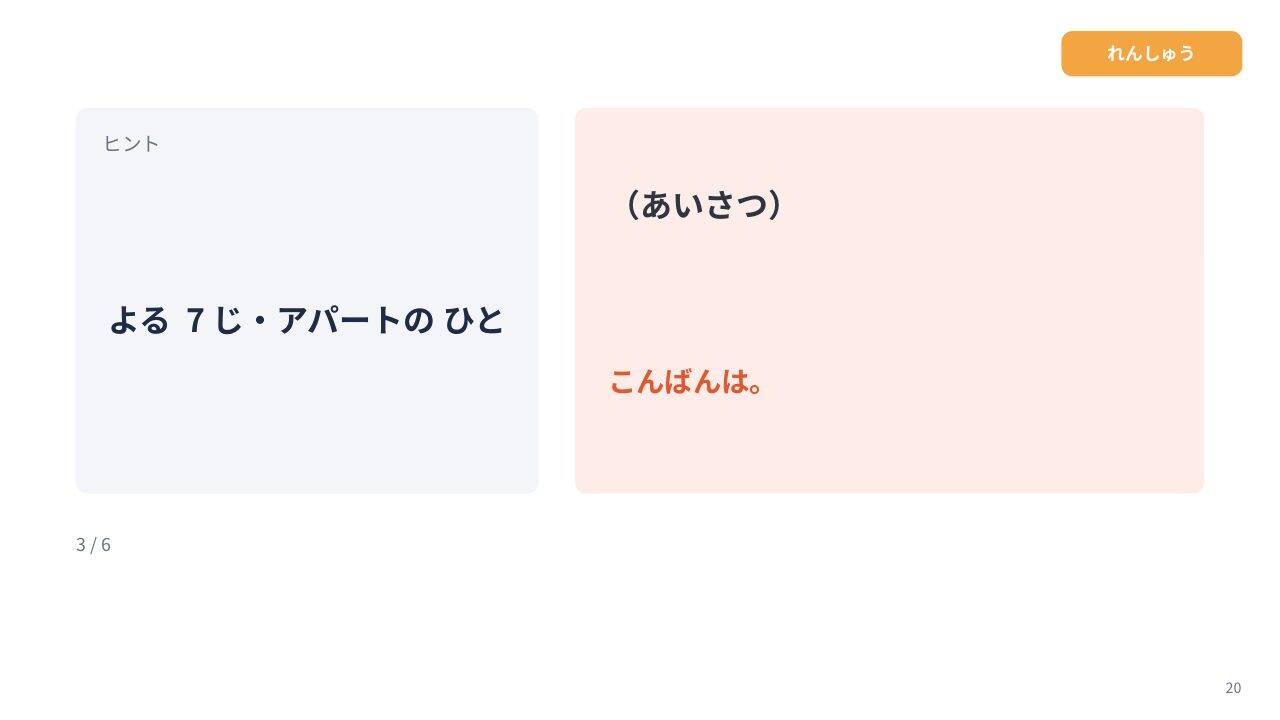 れんしゅう
ヒント
よる ７じ・アパートの ひと
（あいさつ）
こんばんは。
3 / 6
20